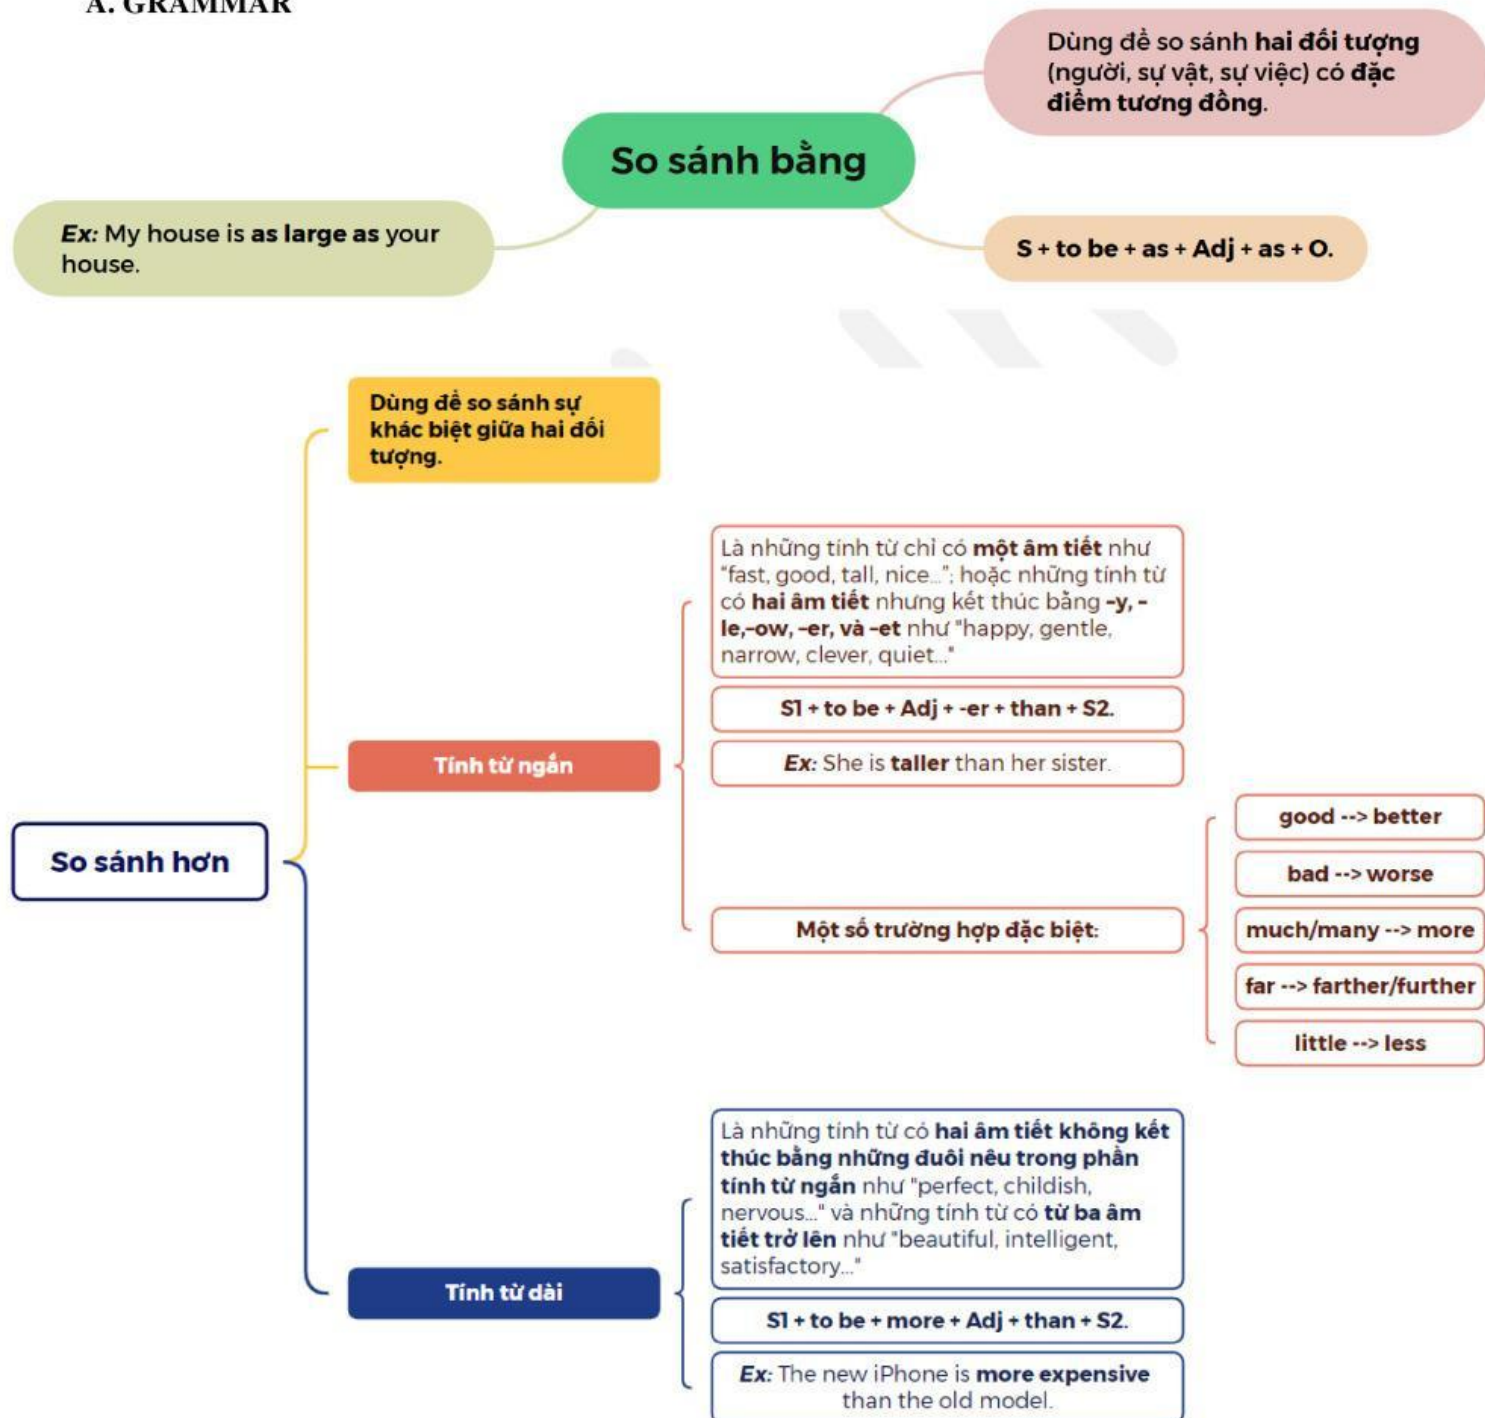 A. GRAMMAR
Dùng để so sánh hai đối tượng
(người, sự vật, sự việc) có đặc
điểm tương đồng.
So sánh bằng
Ex: My house is as large as your
house.
S + to be + as + Adj + as + O.
Dùng để so sánh sự
khác biệt giữa hai đối
tượng.
Là những tính từ chỉ có một âm tiết như
"fast, good, tall, nice..."; hoặc những tính từ
có hai âm tiết nhưng kết thúc bằng –y, –
le,–ow, –er, và –et như "happy, gentle,
narrow, clever, quiet..."
S1 + to be + Adj + -er + than + S2.
Tính từ ngắn
Ex: She is taller than her sister.
So sánh hơn
Một số trường hợp đặc biệt:
good --> better
bad --> worse
much/many --> more
far --> farther/further
little --> less
Là những tính từ có hai âm tiết không kết
thúc bằng những đuôi nêu trong phần
tính từ ngắn như "perfect, childish,
nervous..." và những tính từ có từ ba âm
tiết trở lên như "beautiful, intelligent,
satisfactory..."
Tính từ dài
S1 + to be + more + Adj + than + S2.
Ex: The new iPhone is more expensive
than the old model.